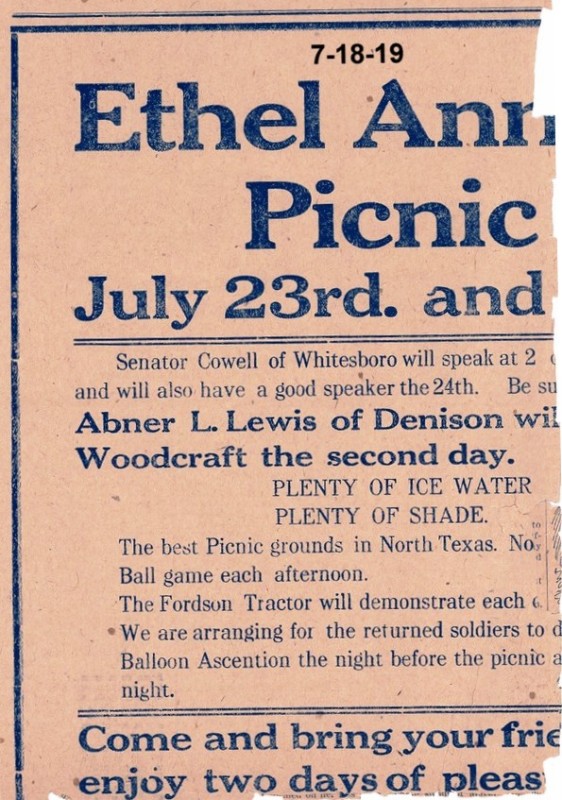 7-18-19
Ethel Ann
Picnic
July 23rd. and
Senator Cowell of Whitesboro will speak at 2
and will also have a good speaker the 24th. Be su
Abner L. Lewis of Denison wil
Woodcraft the second day.
PLENTY OF ICE WATER
PLENTY OF SHADE.
The best Picnic grounds in North Texas. No
Ball game each afternoon.
The Fordson Tractor will demonstrate each
We are arranging for the returned soldiers to d
Balloon Ascention the night before the picnic a
night.
Come and bring your frie
enjoy two days of pleas